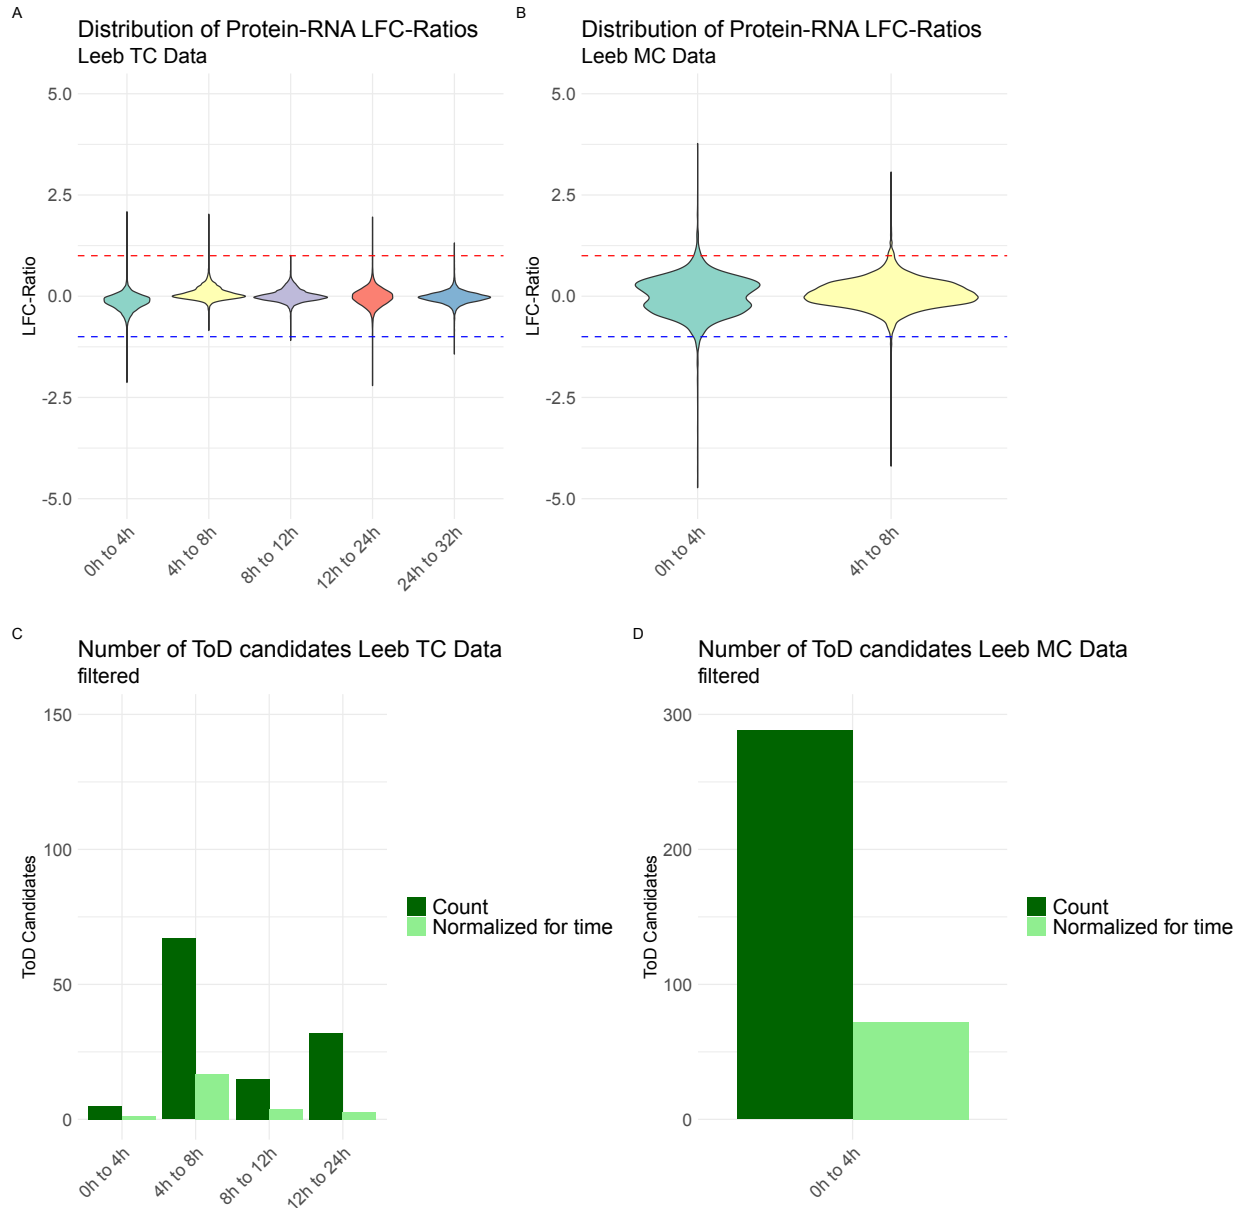 A
Distribution of Protein-RNA LFC-Ratios
Leeb TC Data
5.0
2.5
0.0
-2.5
-5.0
LFC-Ratio
0h to 4h
4h to 8h
8h to 12h
12h to 24h
24h to 32h
B
Distribution of Protein-RNA LFC-Ratios
Leeb MC Data
5.0
2.5
0.0
-2.5
-5.0
LFC-Ratio
0h to 4h
4h to 8h
C
Number of ToD candidates Leeb TC Data
filtered
150
100
50
0
ToD Candidates
0h to 4h
4h to 8h
8h to 12h
12h to 24h
Count
Normalized for time
D
Number of ToD candidates Leeb MC Data
filtered
300
200
100
0
ToD Candidates
0h to 4h
Count
Normalized for time